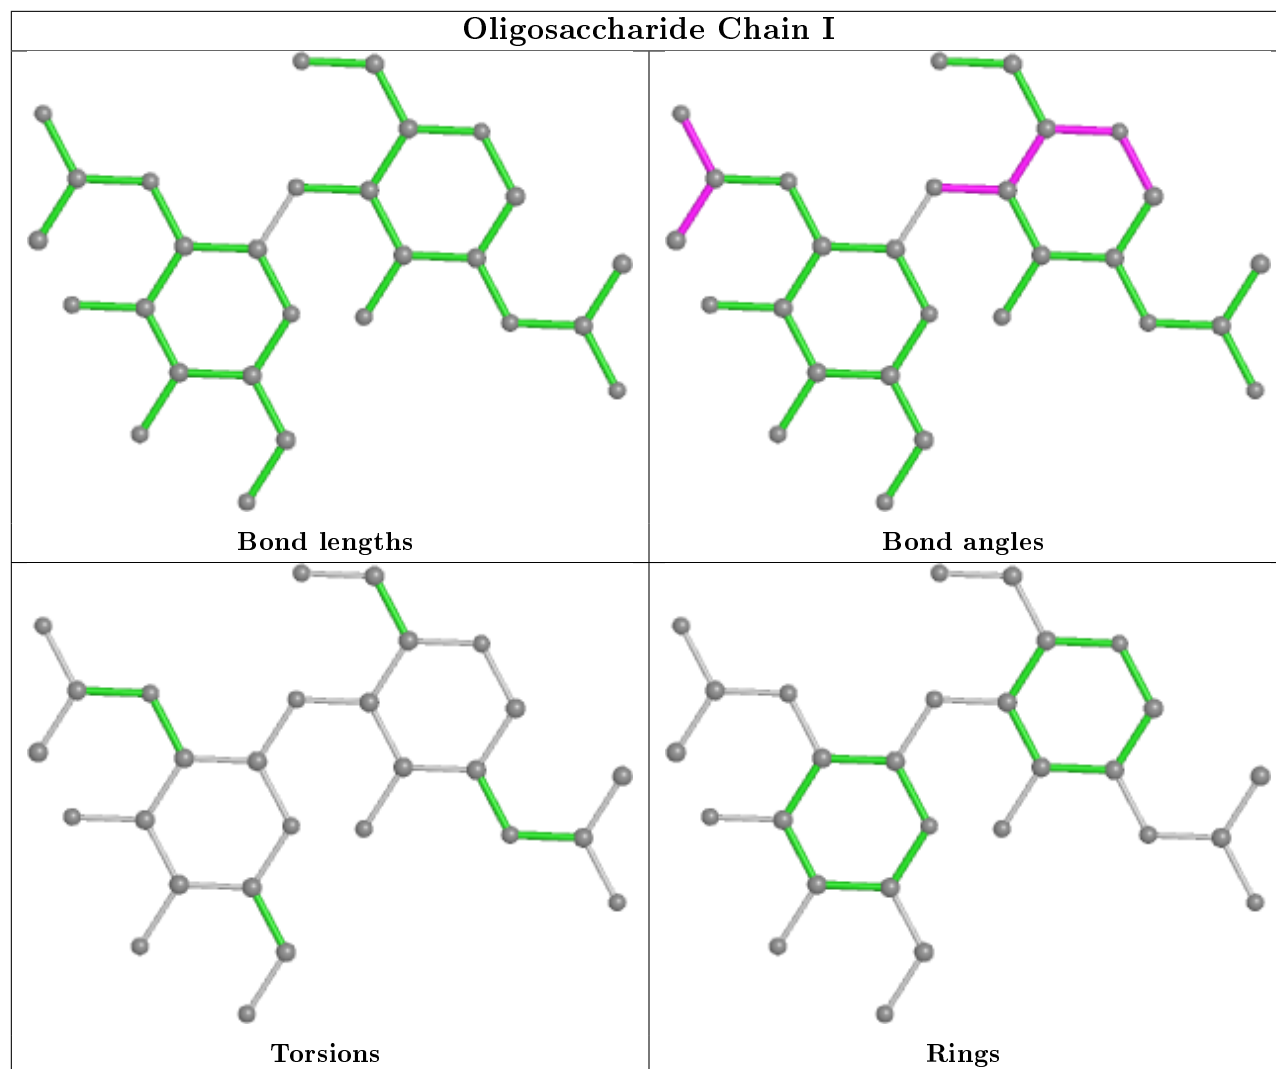 Oligosaccharide Chain I
Bond lengths
Bond angles
Torsions
Rings